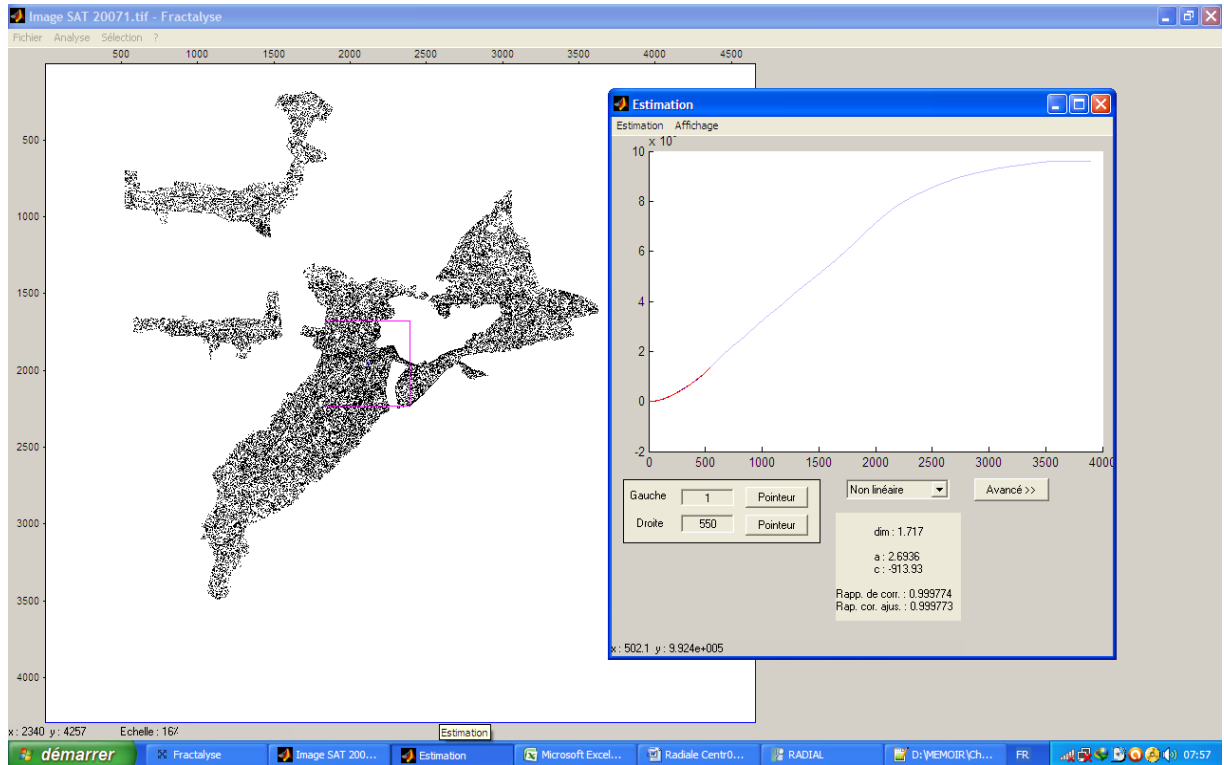 Image SAT 20071.tif - Fractalyse
Fichier Analyse Sélection ?
500 1000 1500 2000 2500 3000 3500 4000 4500
500
1000
1500
2000
2500
3000
3500
4000
x : 2340 y : 4257 Echelle : 16%
Estimation
Estimation Affichage
x 10
10
8
6
4
2
0
-2
0 500 1000 1500 2000 2500 3000 3500 4000
Gauche 1 Pointeur
Droite 550 Pointeur
Non linéaire Avancé >>
dim : 1.717
a : 2.6936
c : -913.93
Rapp. de corr. : 0.999774
Rap. cor. ajus. : 0.999773
x : 502.1 y : 9.924e+005
Estimation
démarrer Fractalyse Image SAT 200... Estimation Microsoft Excel... Radiale Centr0... RADIAL D:\MEMOIR\Ch... FR 07:57